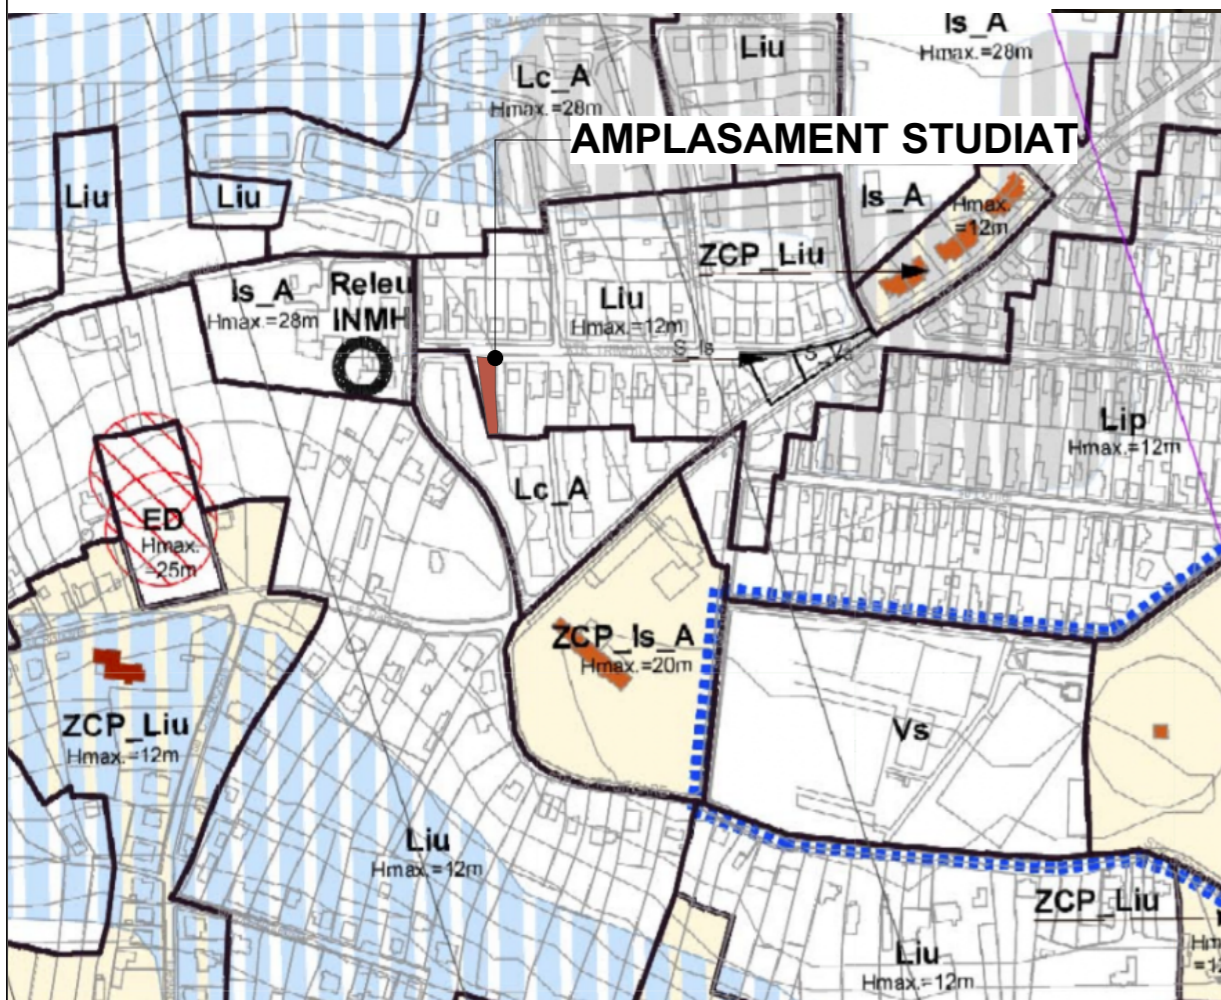 Is_A
Hmax.=28m
Liu
Lc_A
Hmax.=28m
AMPLASAMENT STUDIAT
Liu
Liu
Is_A
Hmax.
=12m
ZCP_Liu
Is_A
Hmax.=28m
Releu
INMH
Liu
Hmax.=12m
S_Is
S_Va
Lip
Hmax.=12m
Lc_A
ED
Hmax.
=25m
ZCP_Is_A
Hmax.=20m
ZCP_Liu
Hmax.=12m
Vs
Liu
Hmax.=12m
ZCP_Liu
Liu
Hmax.=12m